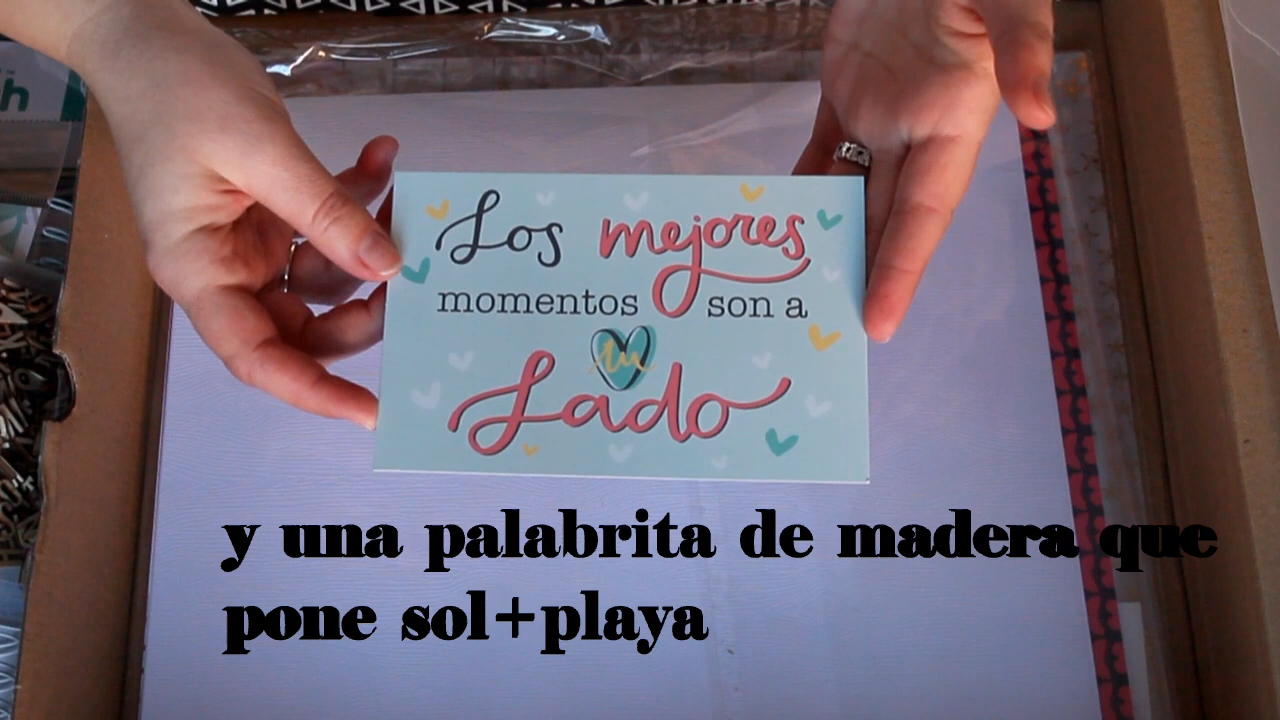 Los mejores
momentos son a
tu
Lado
y una palabrita de madera que
pone sol+playa